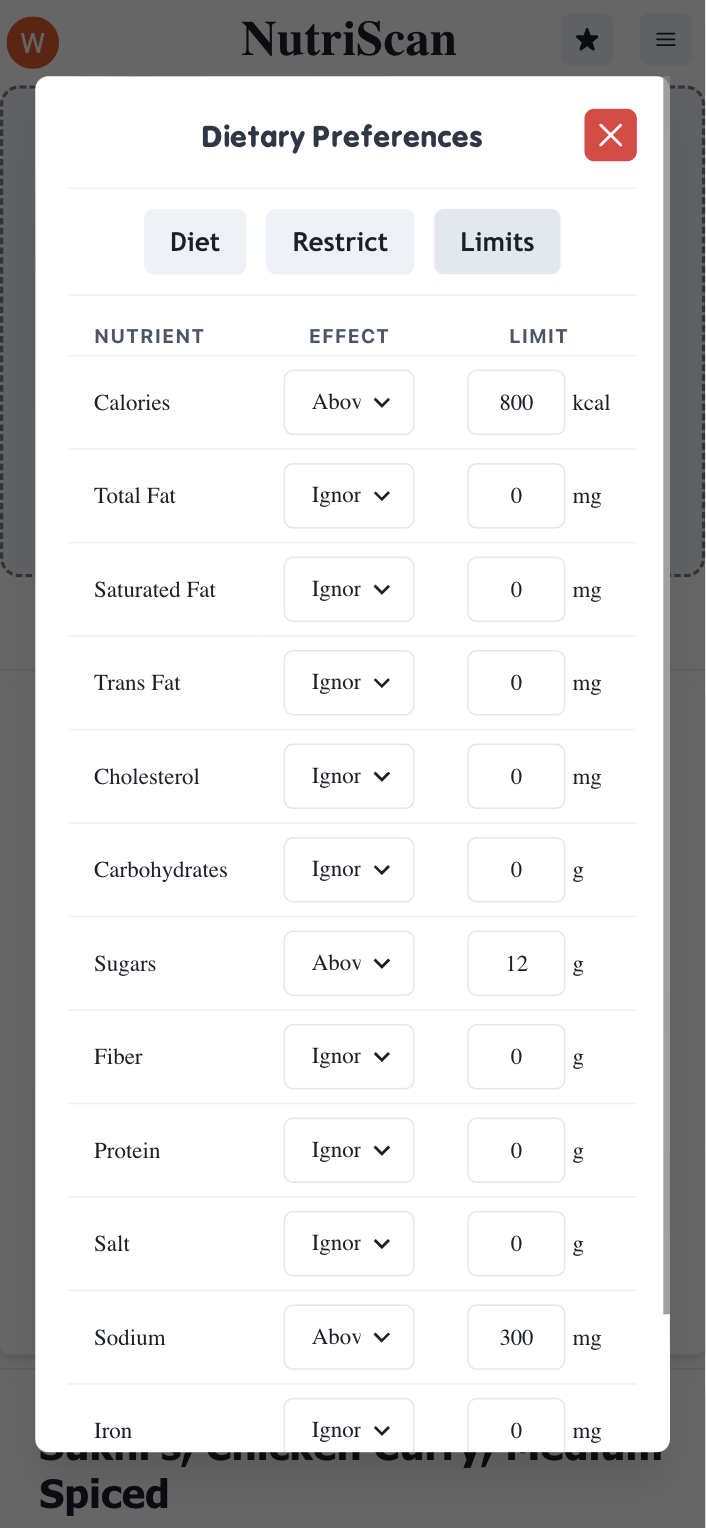 W NutriScan
Dietary Preferences
Diet Restrict Limits
NUTRIENT EFFECT LIMIT
Calories Abov 800 kcal
Total Fat Ignor 0 mg
Saturated Fat Ignor 0 mg
Trans Fat Ignor 0 mg
Cholesterol Ignor 0 mg
Carbohydrates Ignor 0 g
Sugars Abov 12 g
Fiber Ignor 0 g
Protein Ignor 0 g
Salt Ignor 0 g
Sodium Abov 300 mg
Iron Ignor 0 mg
Chicken Curry, Medium
Spiced